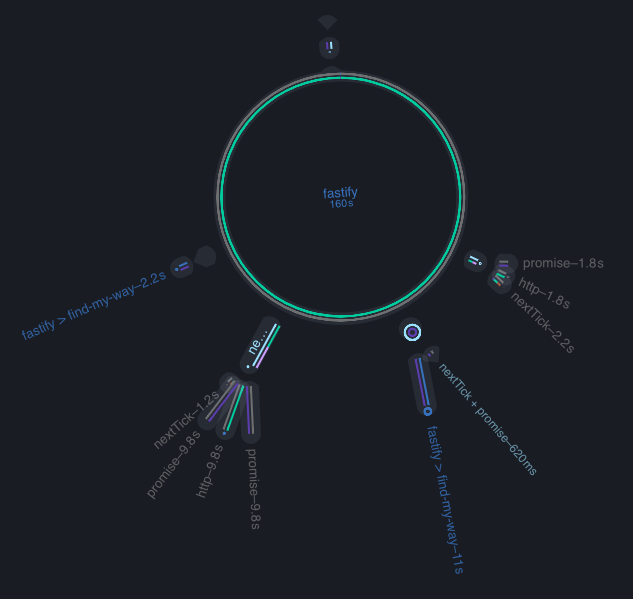 fastify
160s
fastify > find-my-way–2.2s
promise–1.8s
http–1.8s
nextTick–2.2s
ne…
nextTick–1.2s
promise–9.8s
http–9.8s
promise–9.8s
nextTick + promise–620ms
fastify > find-my-way–11s